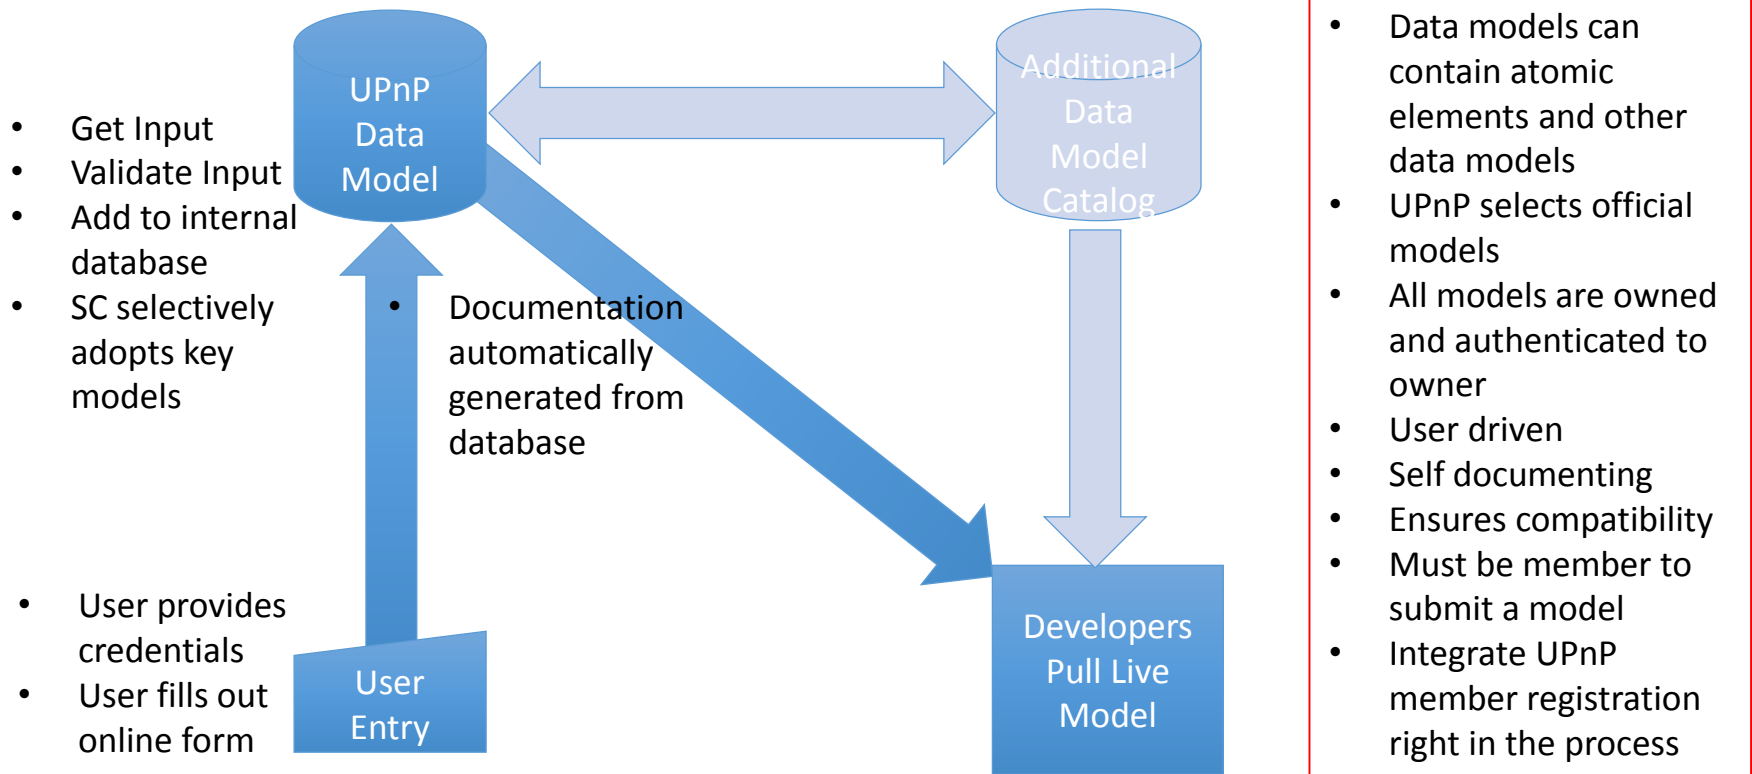 UPnP
Data
Model
Additional
Data
Model
Catalog
• Get Input
• Validate Input
• Add to internal
database
• SC selectively
adopts key
models
• Documentation
automatically
generated from
database
• User provides
credentials
• User fills out
online form
User
Entry
Developers
Pull Live
Model
• Data models can
contain atomic
elements and other
data models
• UPnP selects official
models
• All models are owned
and authenticated to
owner
• User driven
• Self documenting
• Ensures compatibility
• Must be member to
submit a model
• Integrate UPnP
member registration
right in the process